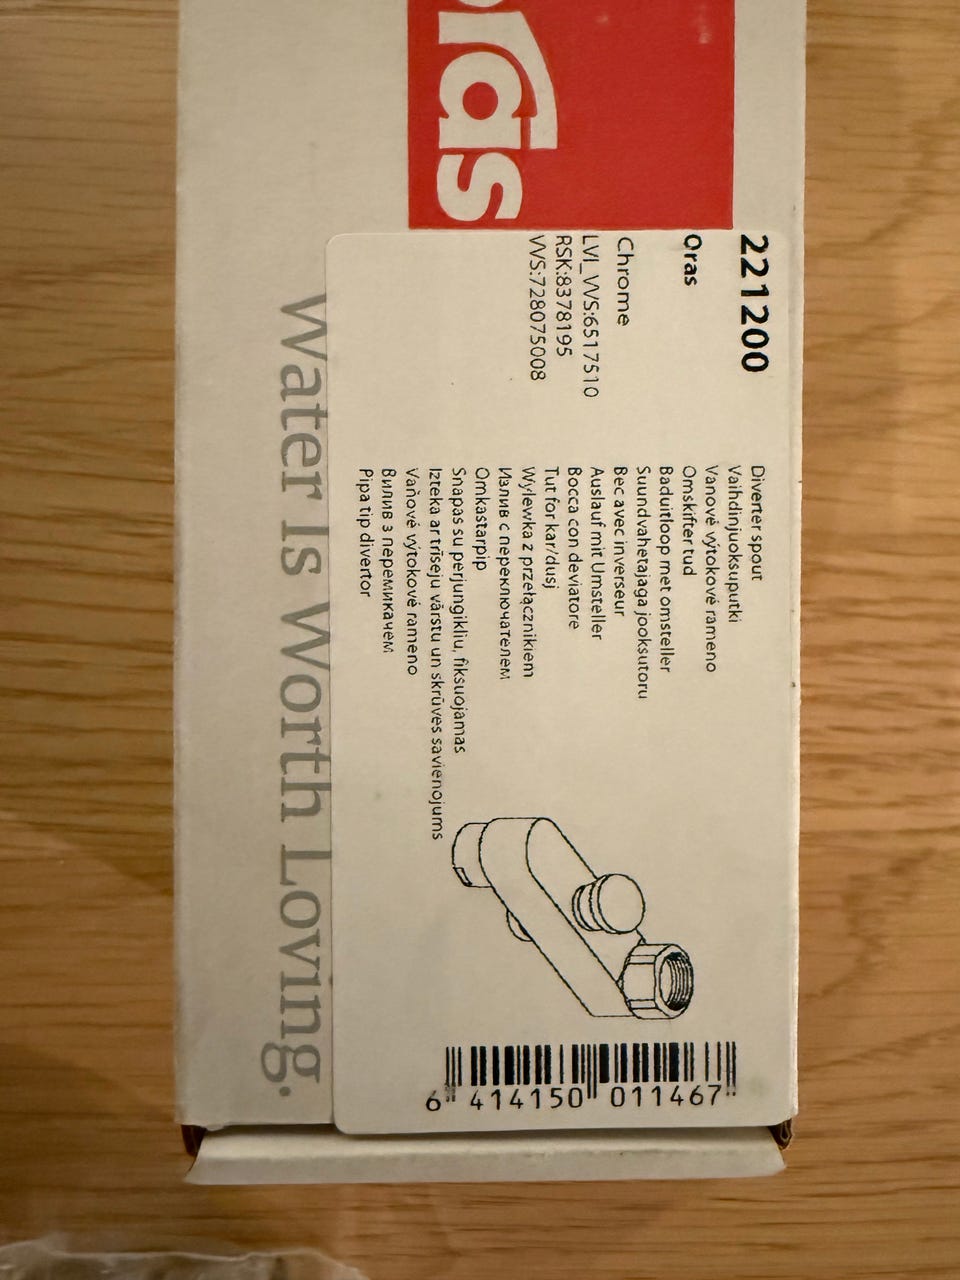 oras
Water Is Worth Loving.
221200
Oras
Chrome
LVI_VVS:6517510
RSK:8378195
VVS:728075008
Diverter spout
Vaihdinjuoksuputki
Vanové výtokové rameno
Omskifter tud
Baduitloop met omsteller
Suundvahetajaga jooksutoru
Bec avec inverseur
Auslauf mit Umsteller
Bocca con deviatore
Tut for kar/dusj
Wylewka z przełącznikiem
Излив с переключателем
Omkastarpip
Snapas su perjungikliu, fiksuojamas
Izteka ar trīseju vārstu un skrūves savienojums
Vaňové výtokové rameno
Вилив з перемикачем
Pipa tip divertor
6 414150 011467